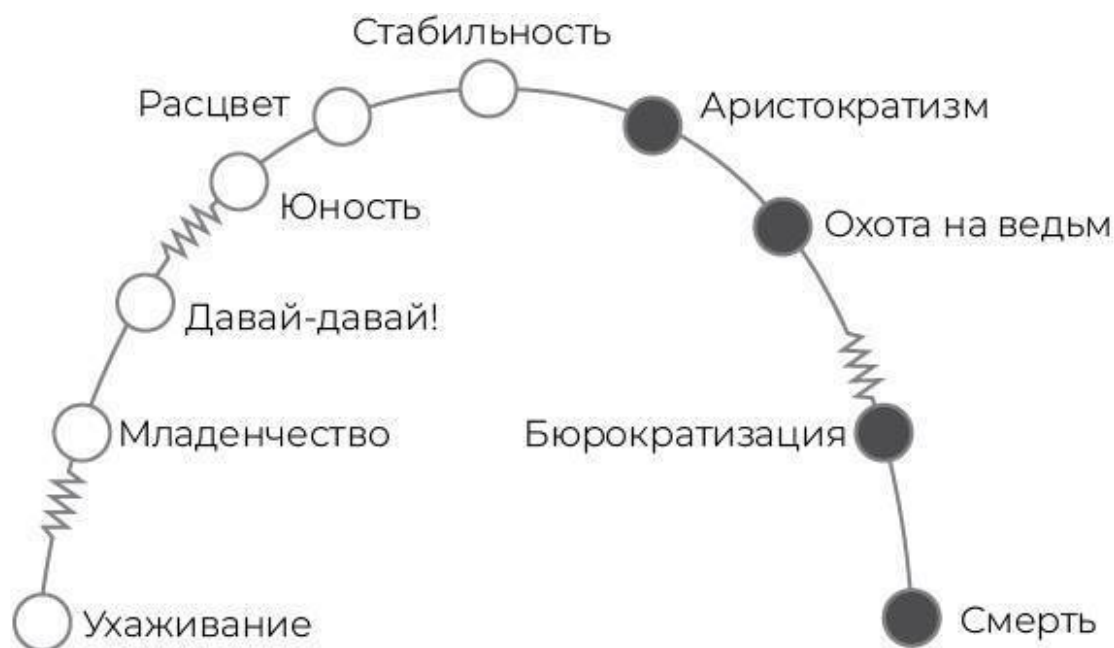 Стабильность
Расцвет
Аристократизм
Юность
Охота на ведьм
Давай-давай!
Младенчество
Бюрократизация
Ухаживание
Смерть